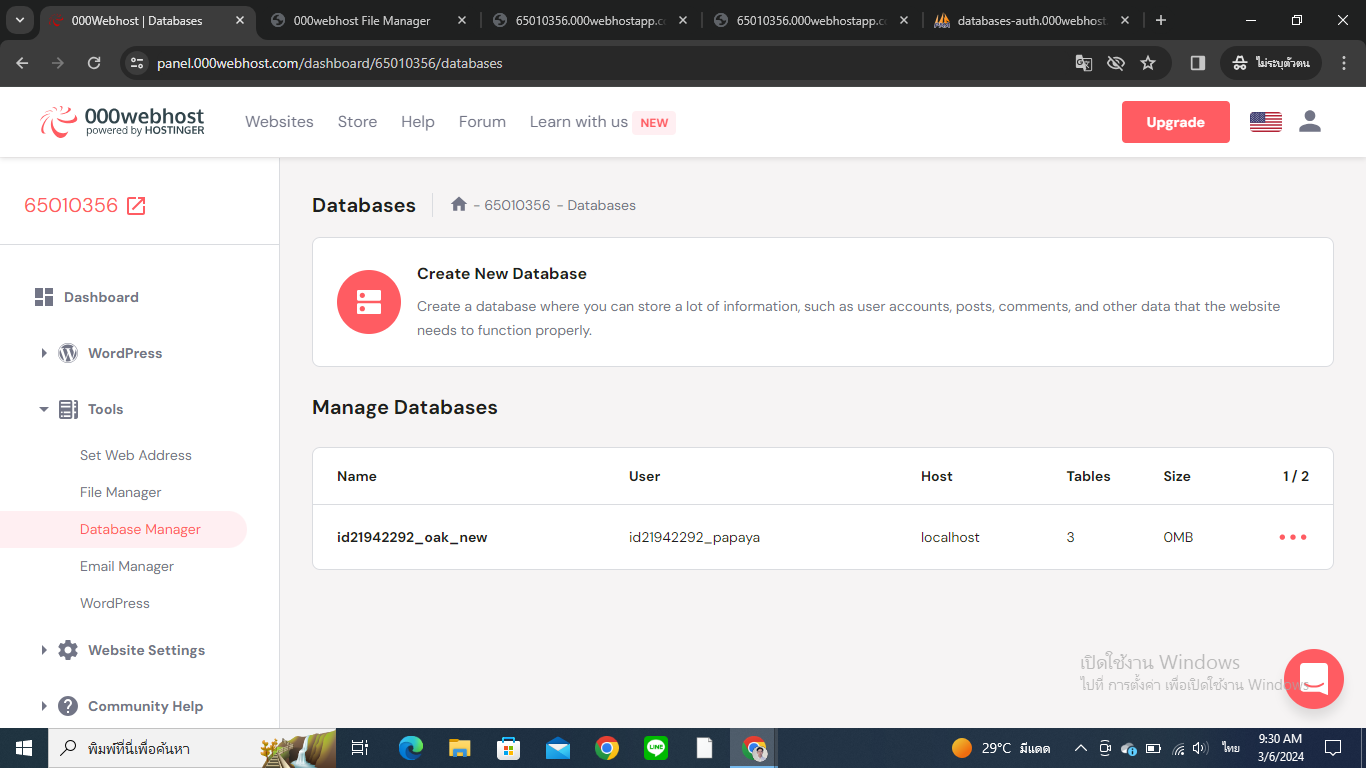 000Webhost | Databases
000webhost File Manager
65010356.000webhostapp.c
65010356.000webhostapp.c
databases-auth.000webhost
panel.000webhost.com/dashboard/65010356/databases
ไม่ระบุตัวตน
000webhost
powered by HOSTINGER
Websites
Store
Help
Forum
Learn with us NEW
Upgrade
65010356
Databases
- 65010356 - Databases
Create New Database
Create a database where you can store a lot of information, such as user accounts, posts, comments, and other data that the website
needs to function properly.
Dashboard
WordPress
Tools
Set Web Address
File Manager
Database Manager
Email Manager
WordPress
Website Settings
Community Help
Manage Databases
Name User Host Tables Size 1 / 2
id21942292_oak_new id21942292_papaya localhost 3 0MB
เปิดใช้งาน Windows
ไปที่ การตั้งค่า เพื่อเปิดใช้งาน Windows
พิมพ์ที่นี่เพื่อค้นหา
LINE
29°C มีแดด
ไทย
9:30 AM
3/6/2024